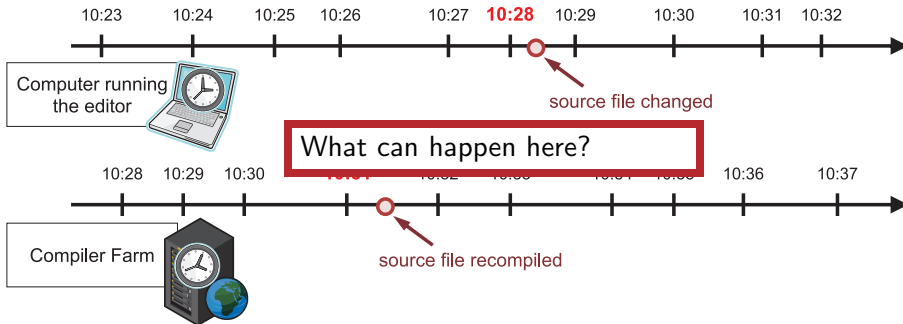 10:23 10:24 10:25 10:26 10:27 10:28 10:29 10:30 10:31 10:32
Computer running
the editor
source file changed
What can happen here?
10:28 10:29 10:30 10:36 10:37
source file recompiled
Compiler Farm